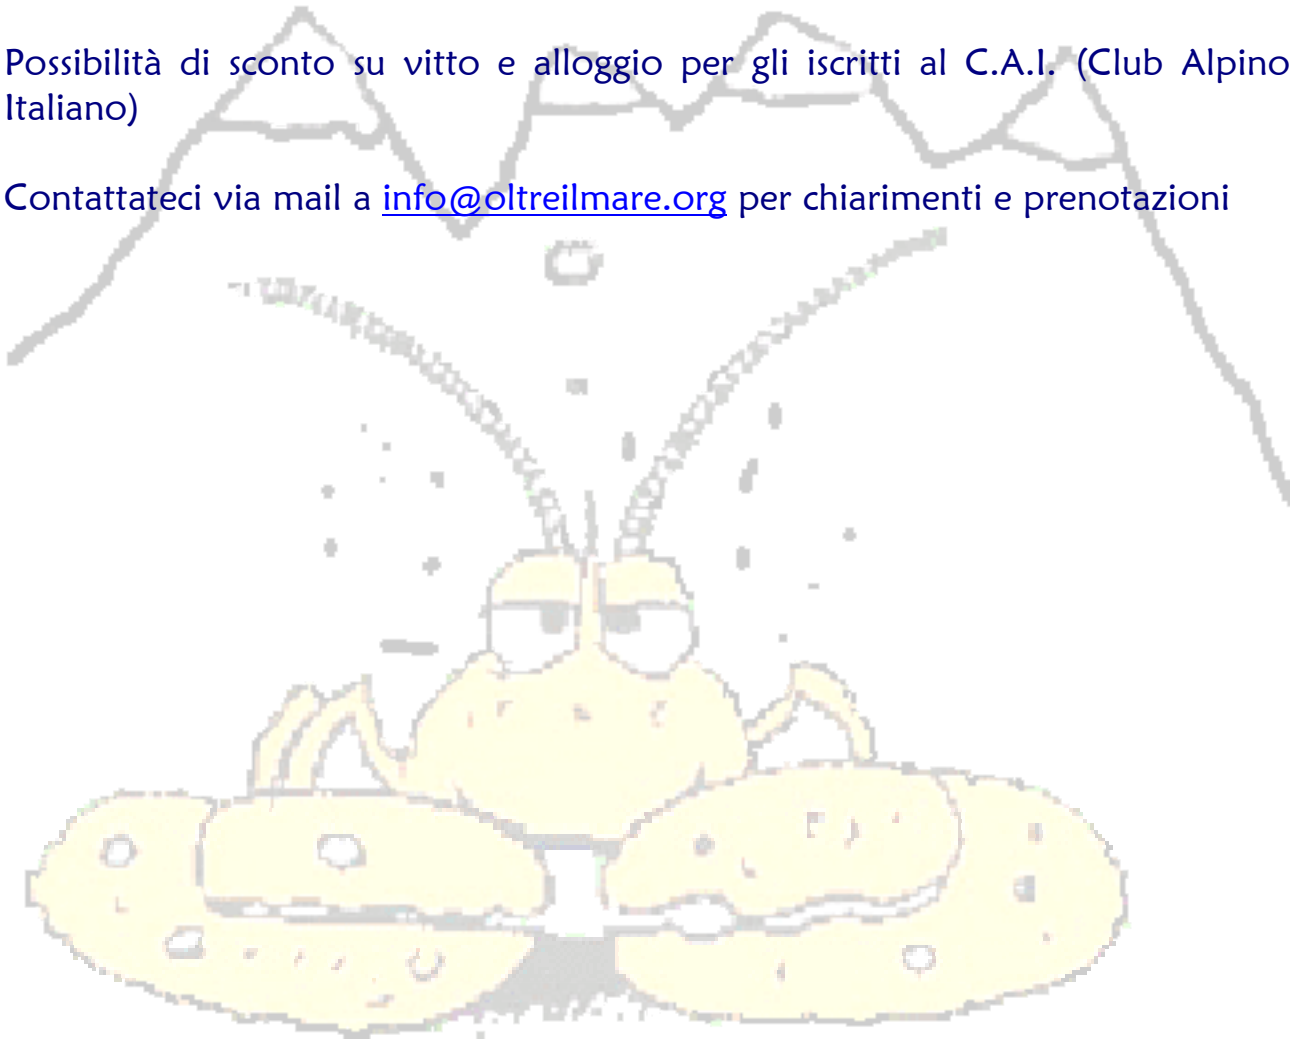 Possibilità di sconto su vitto e alloggio per gli iscritti al C.A.I. (Club Alpino
Italiano)
Contattateci via mail a info@oltreilmare.org per chiarimenti e prenotazioni